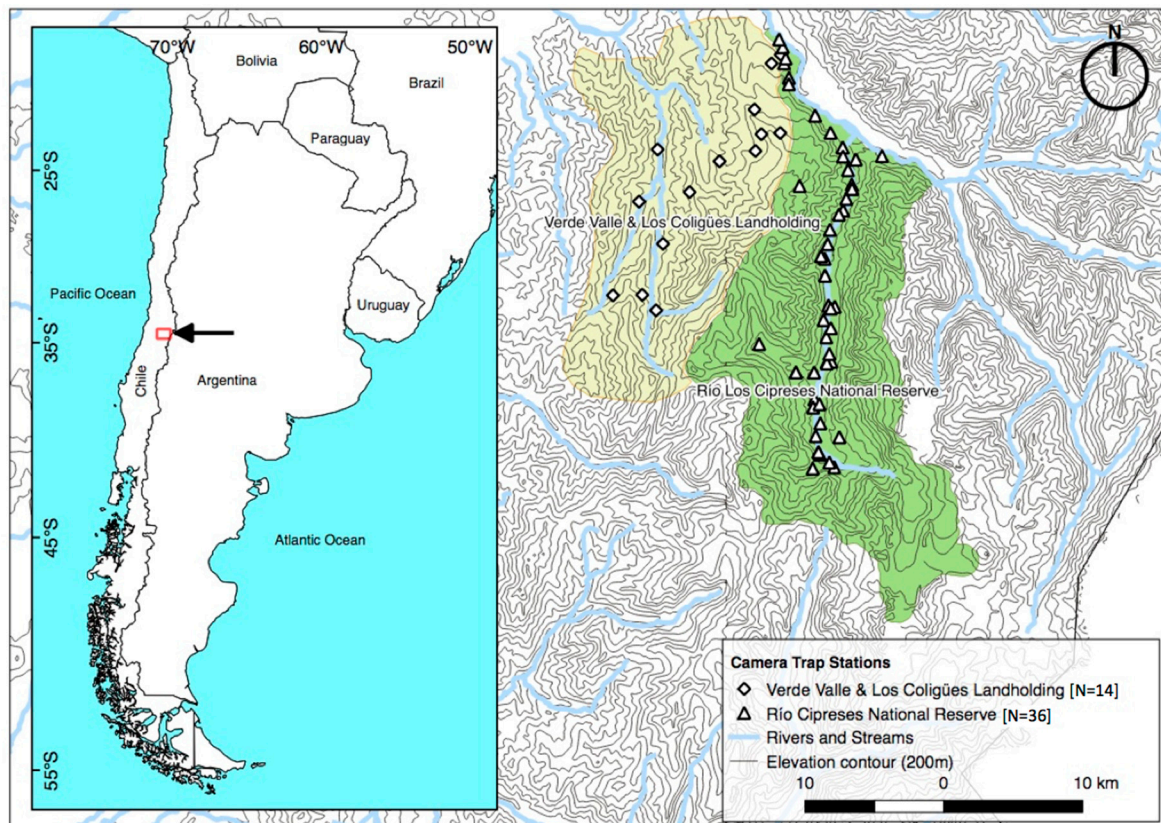 70°W
60°W
50°W
Bolivia
Brazil
Paraguay
25°S
Pacific Ocean
Uruguay
35°S
Chile
Argentina
45°S
Atlantic Ocean
55°S
N
Verde Valle & Los Coligües Landholding
Río Los Cipreses National Reserve
Camera Trap Stations
Verde Valle & Los Coligües Landholding [N=14]
Río Cipreses National Reserve [N=36]
Rivers and Streams
Elevation contour (200m)
10 0 10 km